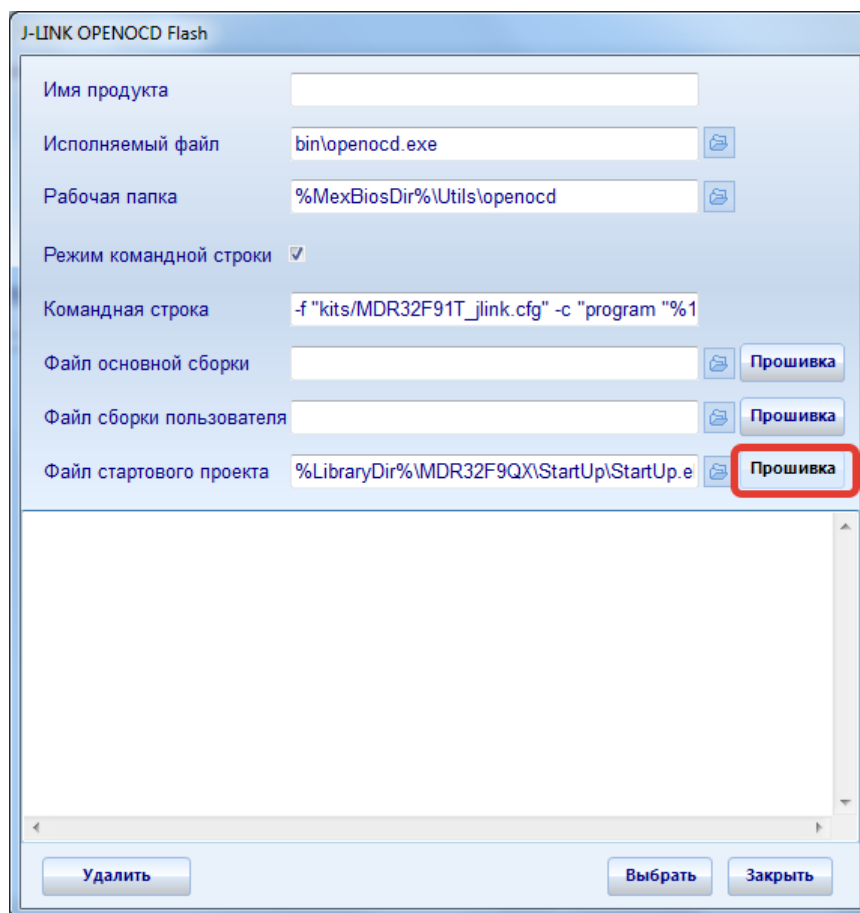 J-LINK OPENOCD Flash
Имя продукта
Исполняемый файл bin\openocd.exe
Рабочая папка %MexBiosDir%\Utils\openocd
Режим командной строки
Командная строка -f "kits/MDR32F91T_jlink.cfg" -c "program "%1
Файл основной сборки Прошивка
Файл сборки пользователя Прошивка
Файл стартового проекта %LibraryDir%\MDR32F9QX\StartUp\StartUp.e Прошивка
Удалить Выбрать Закрыть